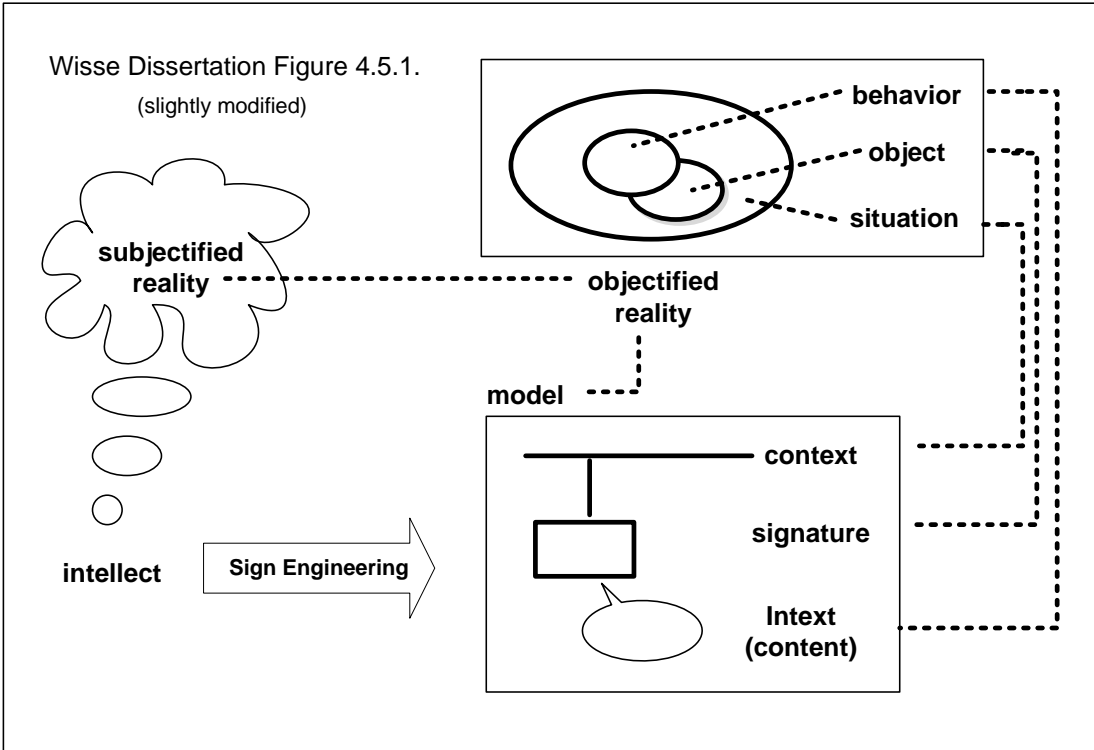 Wisse Dissertation Figure 4.5.1.
(slightly modified)
behavior
object
situation
subjectified
reality
objectified
reality
model
context
signature
Intext
(content)
intellect
Sign Engineering